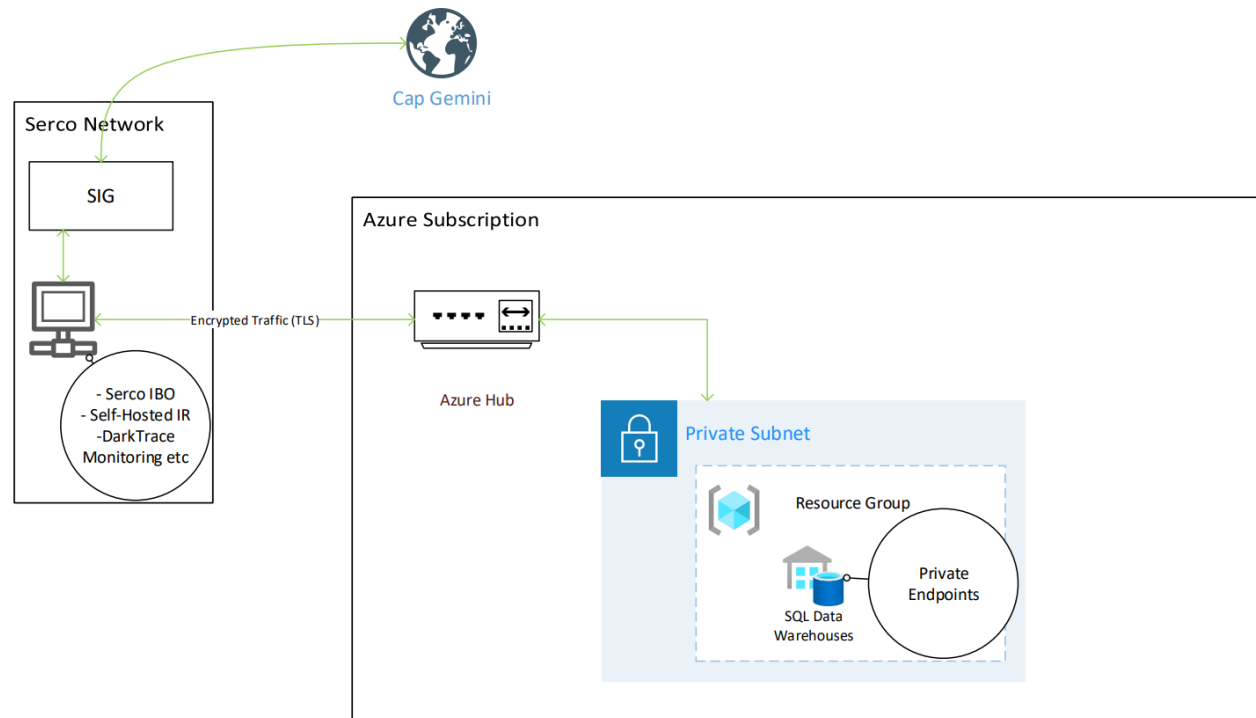 Cap Gemini
Serco Network
SIG
Azure Subscription
Encrypted Traffic (TLS)
Azure Hub
- Serco IBO
- Self-Hosted IR
-DarkTrace
Monitoring etc
Private Subnet
Resource Group
Private
Endpoints
SQL Data
Warehouses